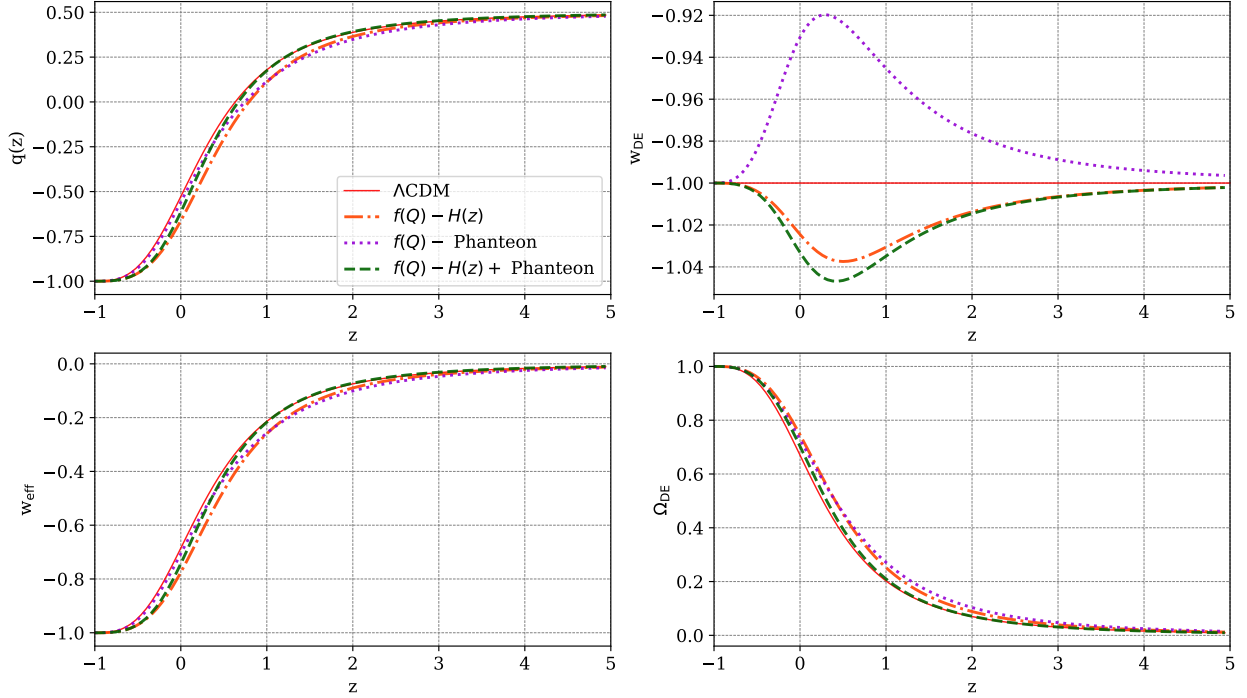 0.50
0.25
0.00
−0.25
−0.50
−0.75
−1.00
q(z)
−1 0 1 2 3 4 5
z
ΛCDM
f(Q) − H(z)
f(Q) − Phanteon
f(Q) − H(z) + Phanteon
−0.92
−0.94
−0.96
−0.98
−1.00
−1.02
−1.04
w_DE
−1 0 1 2 3 4 5
z
0.0
−0.2
−0.4
−0.6
−0.8
−1.0
w_eff
−1 0 1 2 3 4 5
z
1.0
0.8
0.6
0.4
0.2
0.0
Ω_DE
−1 0 1 2 3 4 5
z